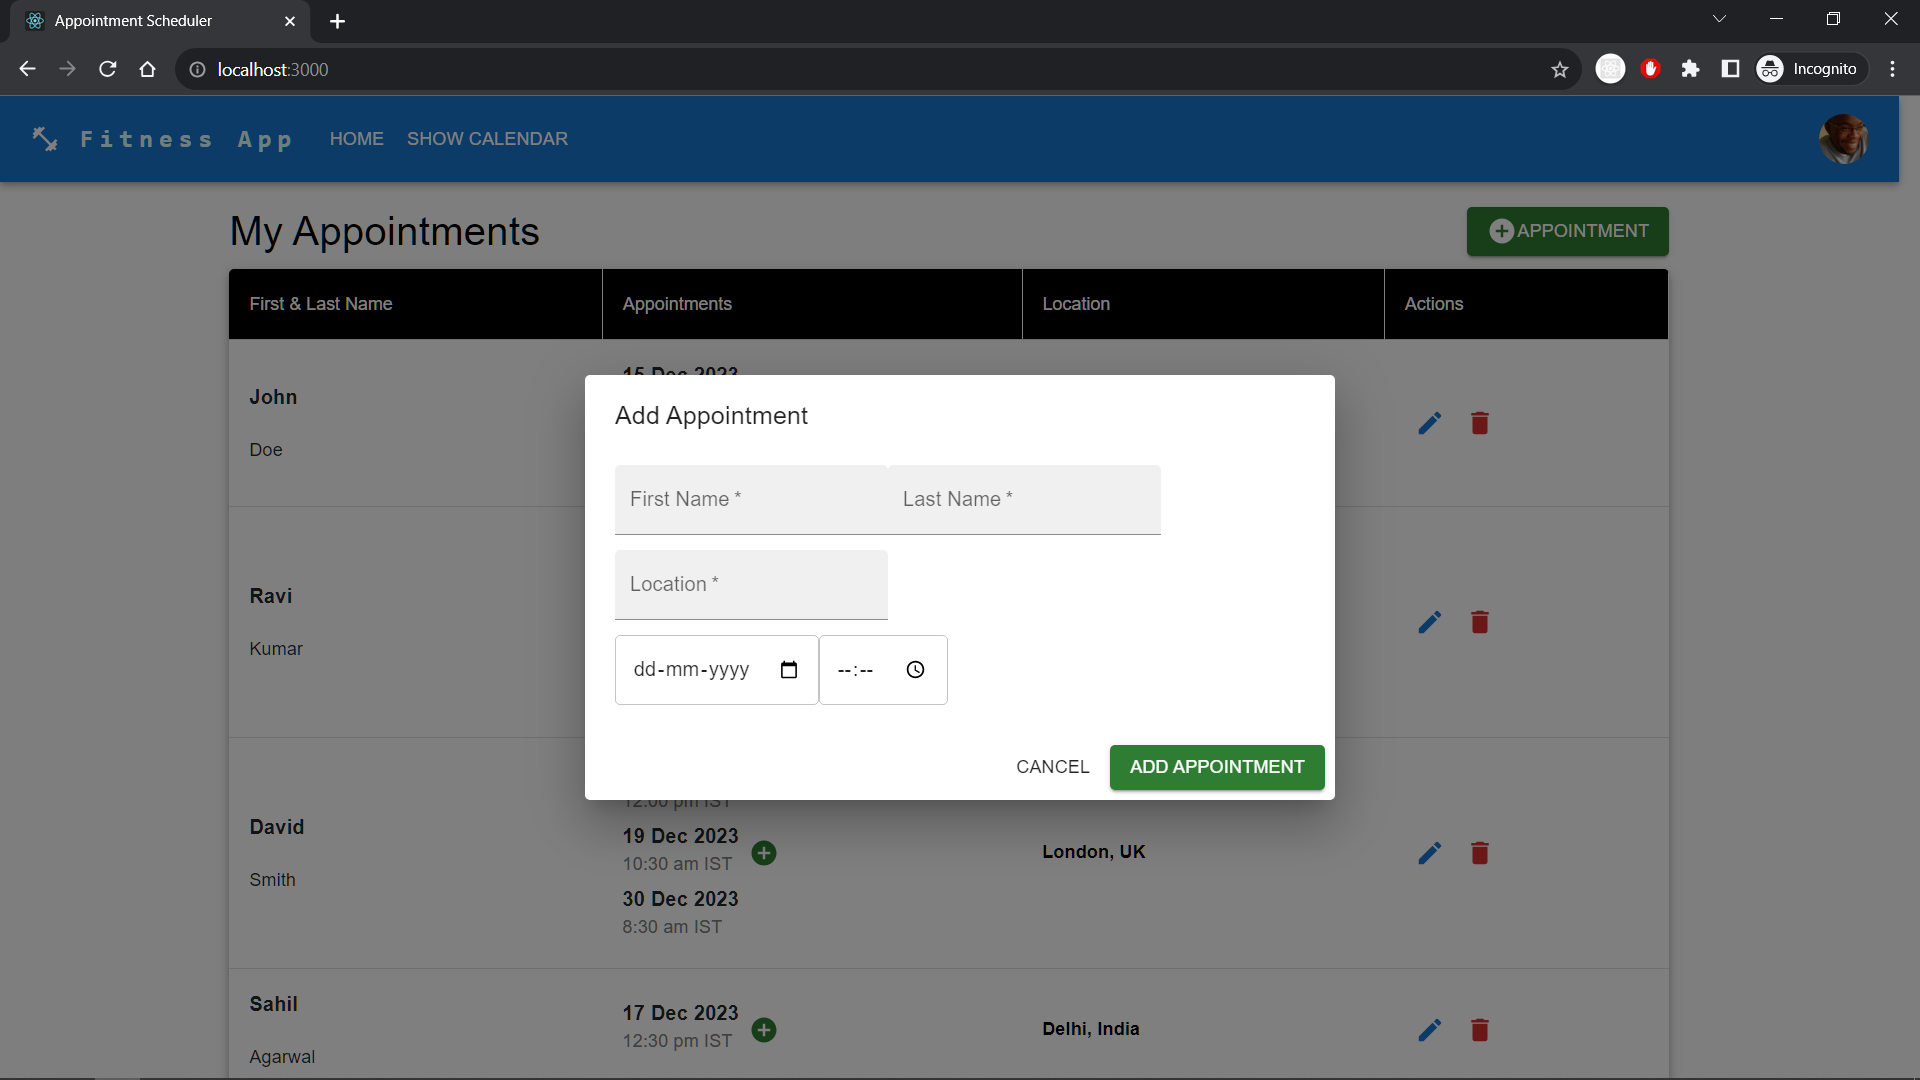 Appointment Scheduler
localhost:3000
Incognito
Fitness App HOME SHOW CALENDAR
My Appointments
APPOINTMENT
First & Last Name Appointments Location Actions
15 Dec 2023
John
Doe
Ravi
Kumar
Add Appointment
First Name *
Last Name *
Location *
dd-mm-yyyy
--:--
CANCEL
ADD APPOINTMENT
12:00 pm IST
David
Smith
19 Dec 2023
10:30 am IST
30 Dec 2023
8:30 am IST
London, UK
Sahil
Agarwal
17 Dec 2023
12:30 pm IST
Delhi, India